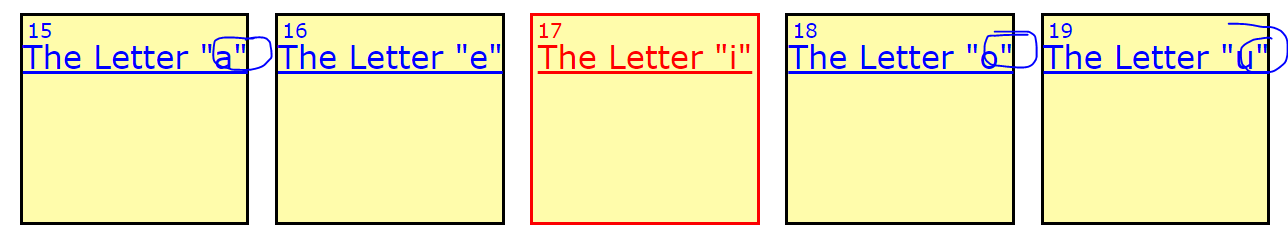 15
The Letter "a"
16
The Letter "e"
17
The Letter "i"
18
The Letter "o"
19
The Letter "u"